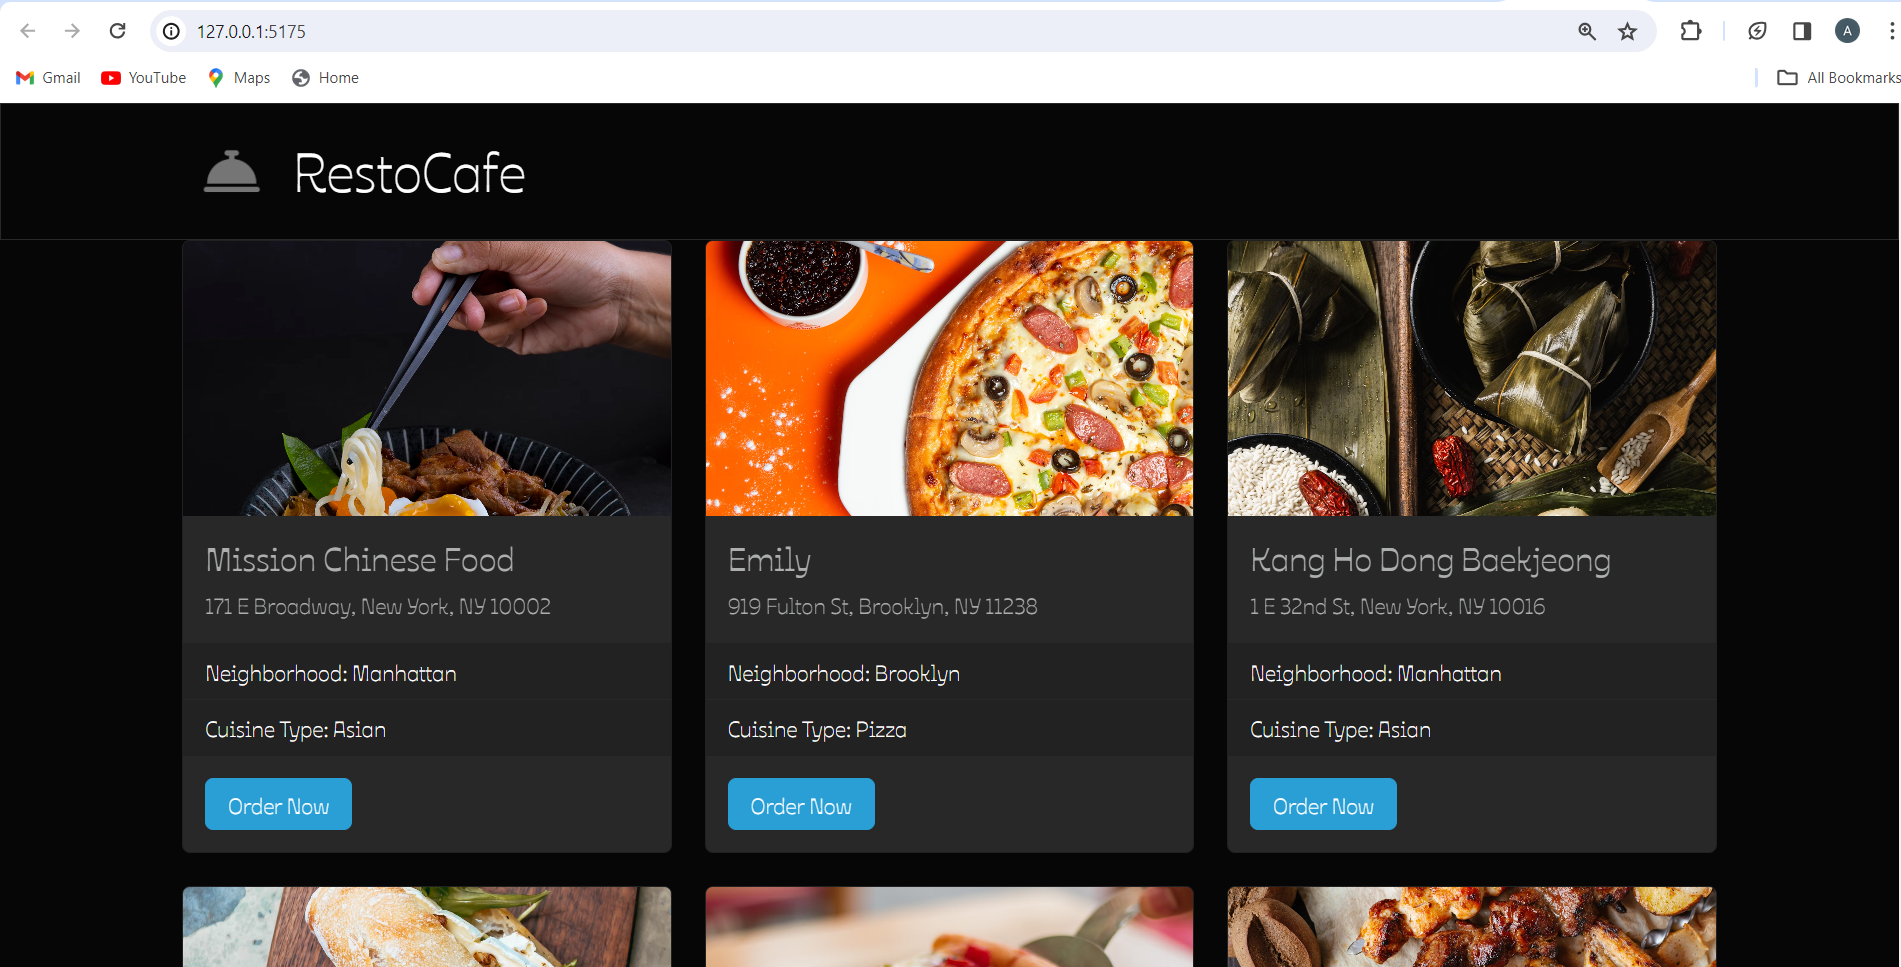 127.0.0.1:5175
A
Gmail
YouTube
Maps
Home
All Bookmarks
RestoCafe
Mission Chinese Food
171 E Broadway, New York, NY 10002
Neighborhood: Manhattan
Cuisine Type: Asian
Order Now
Emily
919 Fulton St, Brooklyn, NY 11238
Neighborhood: Brooklyn
Cuisine Type: Pizza
Order Now
Kang Ho Dong Baekjeong
1 E 32nd St, New York, NY 10016
Neighborhood: Manhattan
Cuisine Type: Asian
Order Now